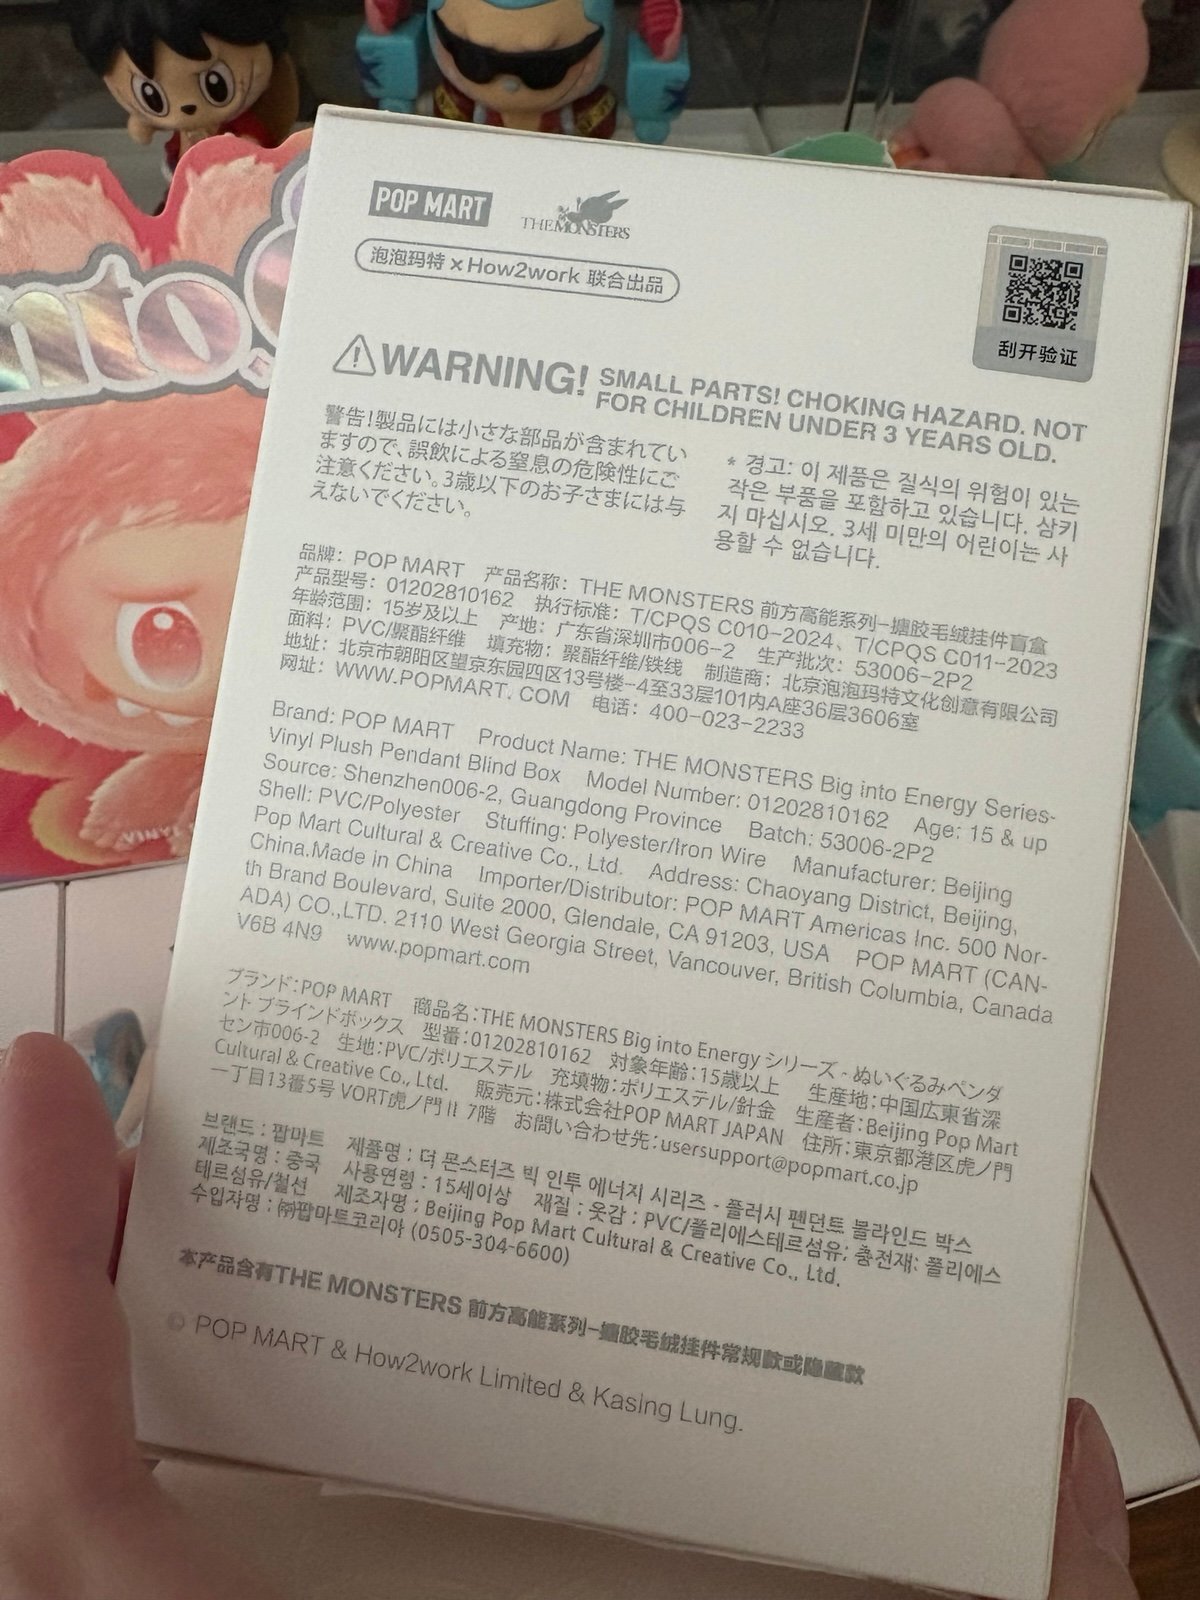 nto
POP MART
THE MONSTERS
泡泡玛特 × How2work 联合出品
刮开验证
WARNING! SMALL PARTS! CHOKING HAZARD. NOT
FOR CHILDREN UNDER 3 YEARS OLD.
警告!製品には小さな部品が含まれてい
ますので、誤飲による窒息の危険性にご
注意ください。3歳以下のお子さまには与
えないでください。
* 경고: 이 제품은 질식의 위험이 있는
작은 부품을 포함하고 있습니다. 삼키
지 마십시오. 3세 미만의 어린이는 사
용할 수 없습니다.
品牌: POP MART 产品名称: THE MONSTERS 前方高能系列-搪胶毛绒挂件盲盒
产品型号: 01202810162 执行标准: T/CPQS C010-2024、T/CPQS C011-2023
年龄范围: 15岁及以上 产地: 广东省深圳市006-2 生产批次: 53006-2P2
面料: PVC/聚酯纤维 填充物: 聚酯纤维/铁线 制造商: 北京泡泡玛特文化创意有限公司
地址: 北京市朝阳区望京东园四区13号楼-4至33层101内A座36层3606室
网址: WWW.POPMART.COM 电话: 400-023-2233
Brand: POP MART Product Name: THE MONSTERS Big into Energy Series-
Vinyl Plush Pendant Blind Box Model Number: 01202810162 Age: 15 & up
Source: Shenzhen006-2, Guangdong Province Batch: 53006-2P2
Shell: PVC/Polyester Stuffing: Polyester/Iron Wire Manufacturer: Beijing
Pop Mart Cultural & Creative Co., Ltd. Address: Chaoyang District, Beijing,
China.Made in China Importer/Distributor: POP MART Americas Inc. 500 Nor-
th Brand Boulevard, Suite 2000, Glendale, CA 91203, USA POP MART (CAN-
ADA) CO.,LTD. 2110 West Georgia Street, Vancouver, British Columbia, Canada
V6B 4N9 www.popmart.com
ブランド:POP MART 商品名:THE MONSTERS Big into Energy シリーズ - ぬいぐるみペンダ
ント ブラインドボックス 型番:01202810162 対象年齢:15歳以上 生産地:中国広東省深
セン市006-2 生地:PVC/ポリエステル 充填物:ポリエステル/針金 生産者:Beijing Pop Mart
Cultural & Creative Co., Ltd. 販売元:株式会社POP MART JAPAN 住所:東京都港区虎ノ門
一丁目13番5号 VORT虎ノ門Ⅱ 7階 お問い合わせ先:usersupport@popmart.co.jp
브랜드 : 팝마트 제품명 : 더 몬스터즈 빅 인투 에너지 시리즈 - 플러시 펜던트 블라인드 박스
제조국명 : 중국 사용연령 : 15세이상 재질 : 옷감 : PVC/폴리에스테르섬유; 충전재: 폴리에스
테르섬유/철선 제조자명 : Beijing Pop Mart Cultural & Creative Co., Ltd.
수입자명 : ㈜팝마트코리아 (0505-304-6600)
本产品含有THE MONSTERS 前方高能系列-搪胶毛绒挂件常规款或隐藏款
© POP MART & How2work Limited & Kasing Lung.